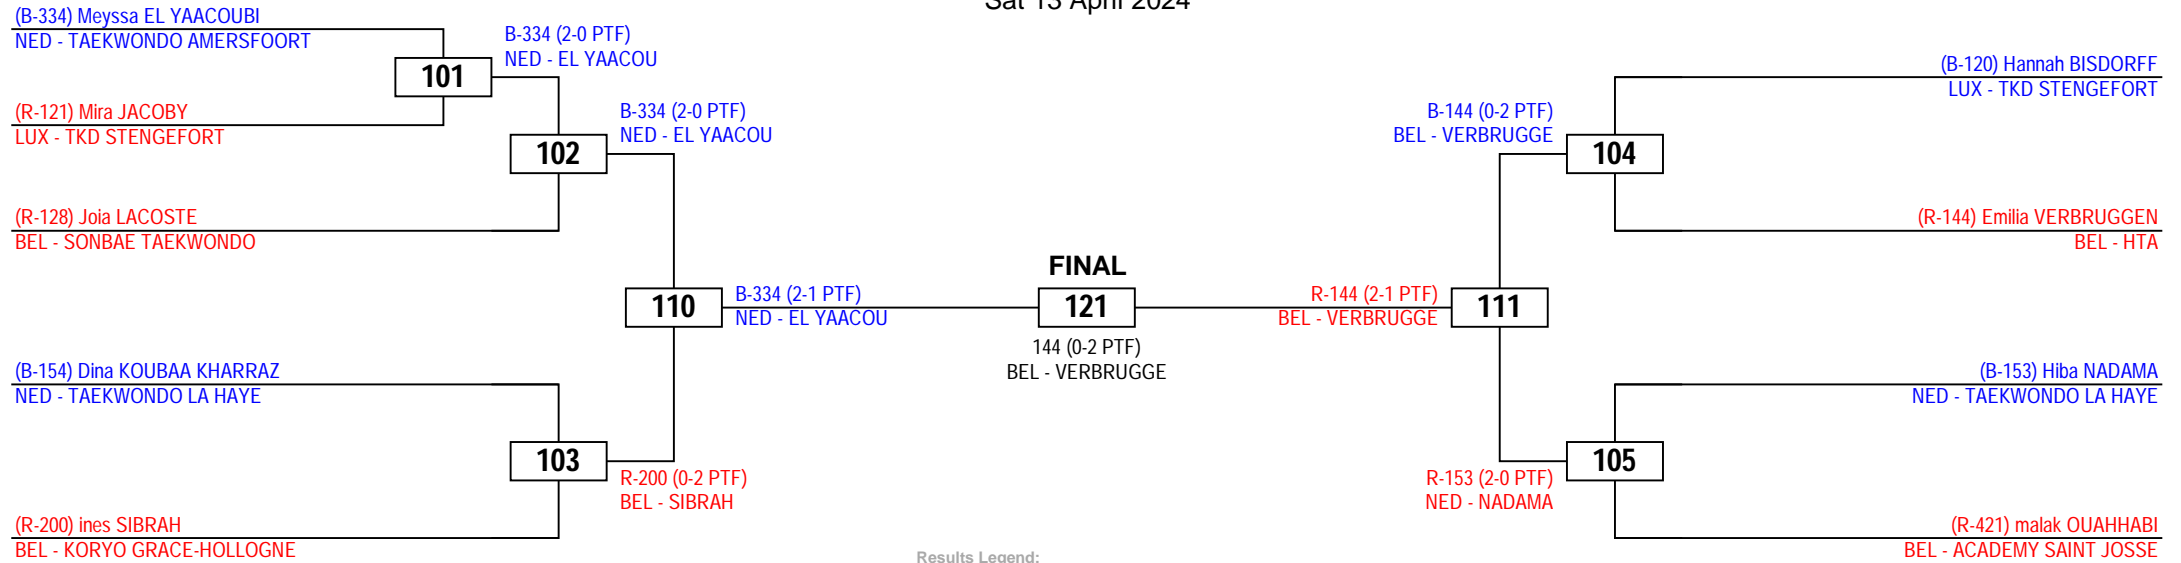 Sat 13 April 2024
(B-334) Meyssa EL YAACOUBI
NED - TAEKWONDO AMERSFOORT
101
(R-121) Mira JACOBY
LUX - TKD STENGEFORT
B-334 (2-0 PTF)
NED - EL YAACOU
102
(R-128) Joia LACOSTE
BEL - SONBAE TAEKWONDO
B-334 (2-0 PTF)
NED - EL YAACOU
110
B-334 (2-1 PTF)
NED - EL YAACOU
(B-154) Dina KOUBAA KHARRAZ
NED - TAEKWONDO LA HAYE
103
(R-200) ines SIBRAH
BEL - KORYO GRACE-HOLLOGNE
R-200 (0-2 PTF)
BEL - SIBRAH
FINAL
121
144 (0-2 PTF)
BEL - VERBRUGGE
R-144 (2-1 PTF)
BEL - VERBRUGGE
111
B-144 (0-2 PTF)
BEL - VERBRUGGE
104
(B-120) Hannah BISDORFF
LUX - TKD STENGEFORT
(R-144) Emilia VERBRUGGEN
BEL - HTA
R-153 (2-0 PTF)
NED - NADAMA
105
(B-153) Hiba NADAMA
NED - TAEKWONDO LA HAYE
(R-421) malak OUAHHABI
BEL - ACADEMY SAINT JOSSE
Results Legend: